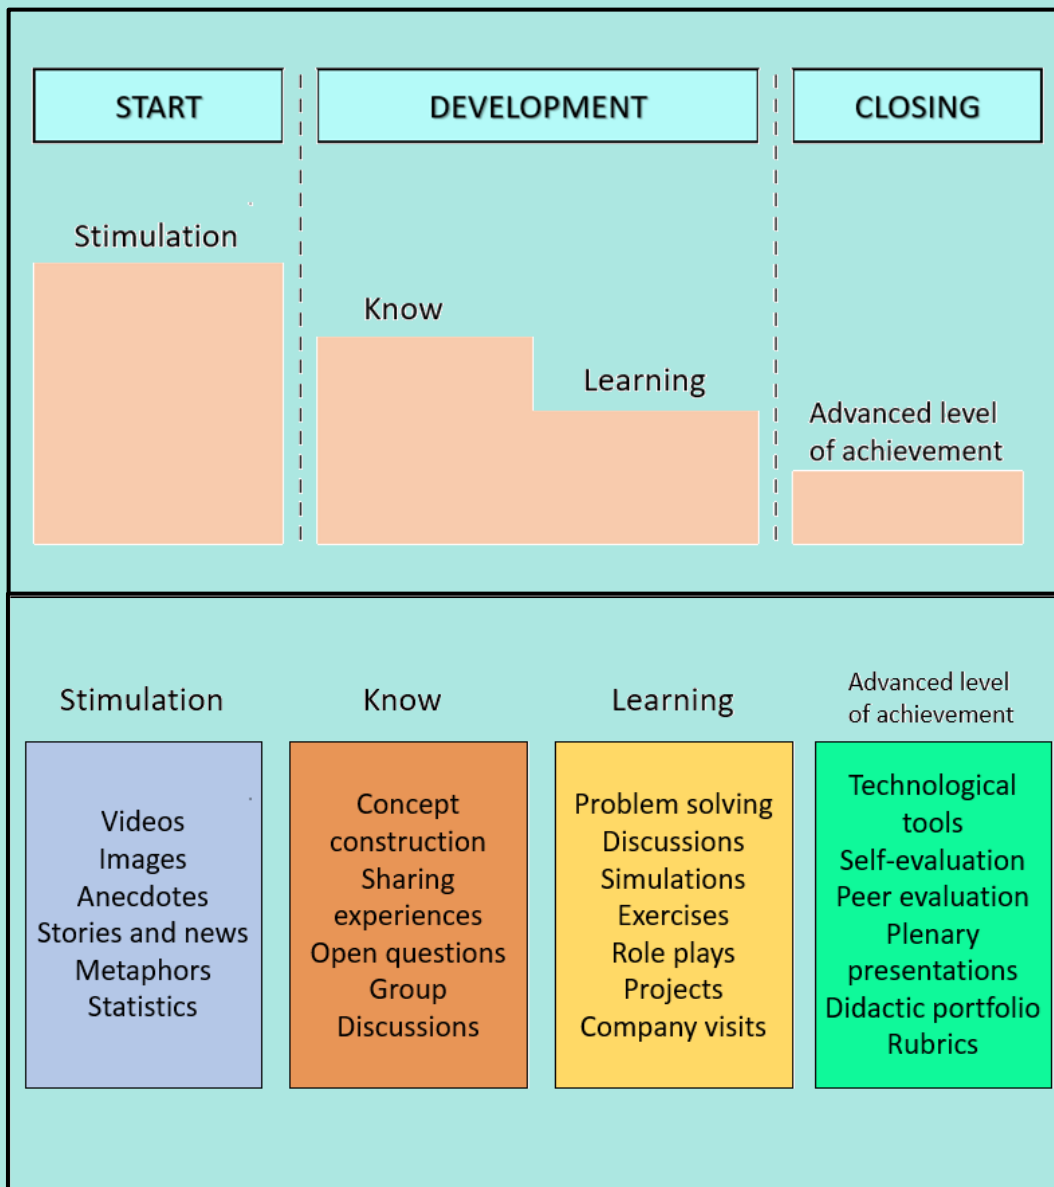 START
DEVELOPMENT
CLOSING
Stimulation
Know
Learning
Advanced level
of achievement
Stimulation
Know
Learning
Advanced level
of achievement
Videos
Images
Anecdotes
Stories and news
Metaphors
Statistics
Concept
construction
Sharing
experiences
Open questions
Group
Discussions
Problem solving
Discussions
Simulations
Exercises
Role plays
Projects
Company visits
Technological
tools
Self-evaluation
Peer evaluation
Plenary
presentations
Didactic portfolio
Rubrics